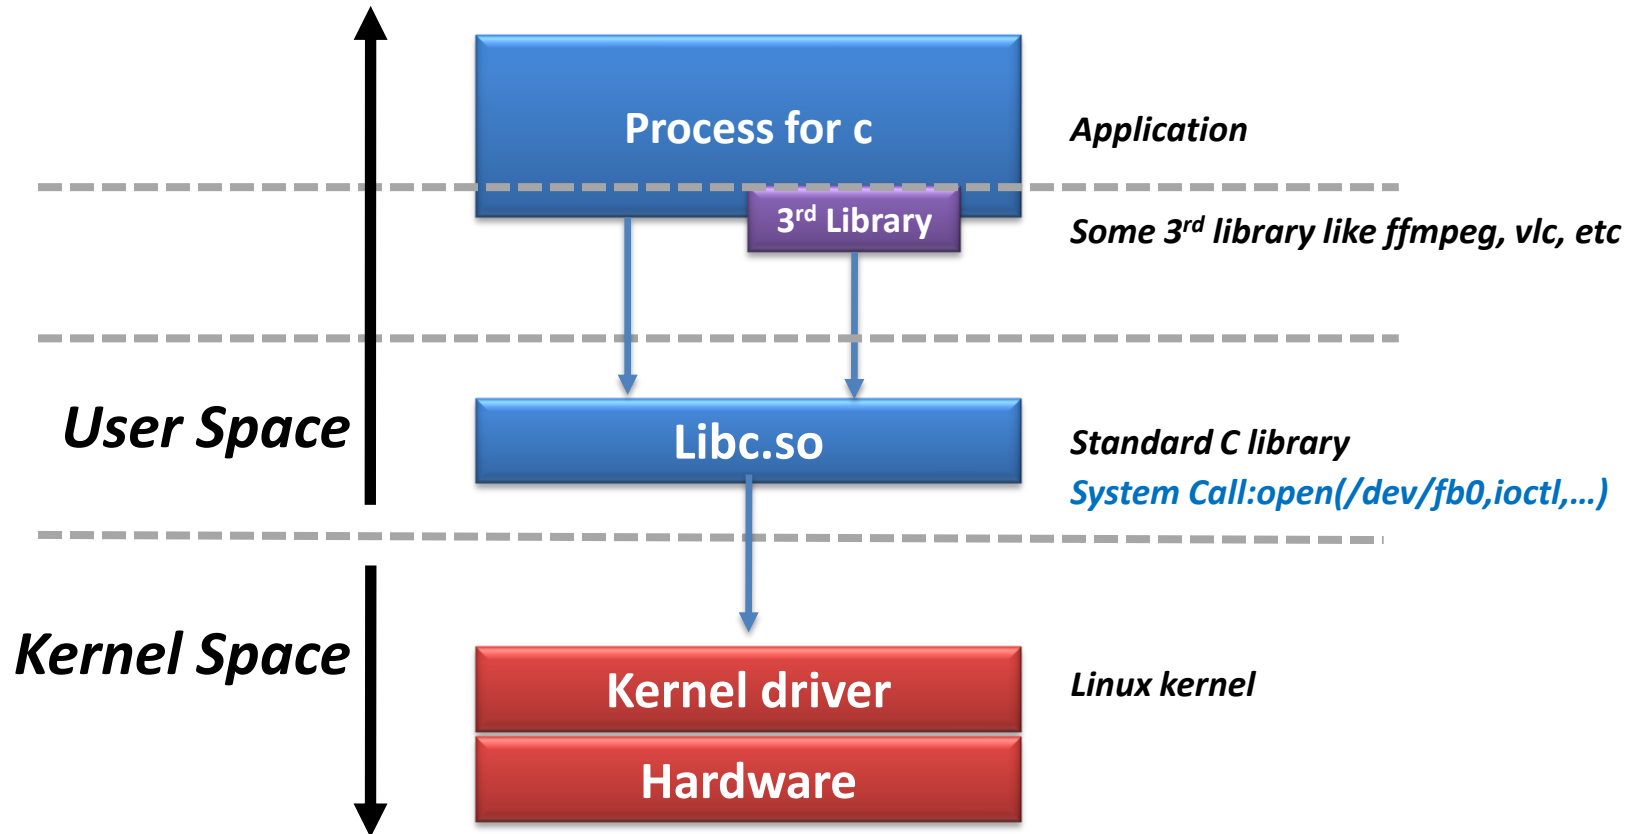 Process for c
Application
3rd Library
Some 3rd library like ffmpeg, vlc, etc
User Space
Libc.so
Standard C library
System Call:open(/dev/fb0,ioctl,...)
Kernel Space
Kernel driver
Linux kernel
Hardware